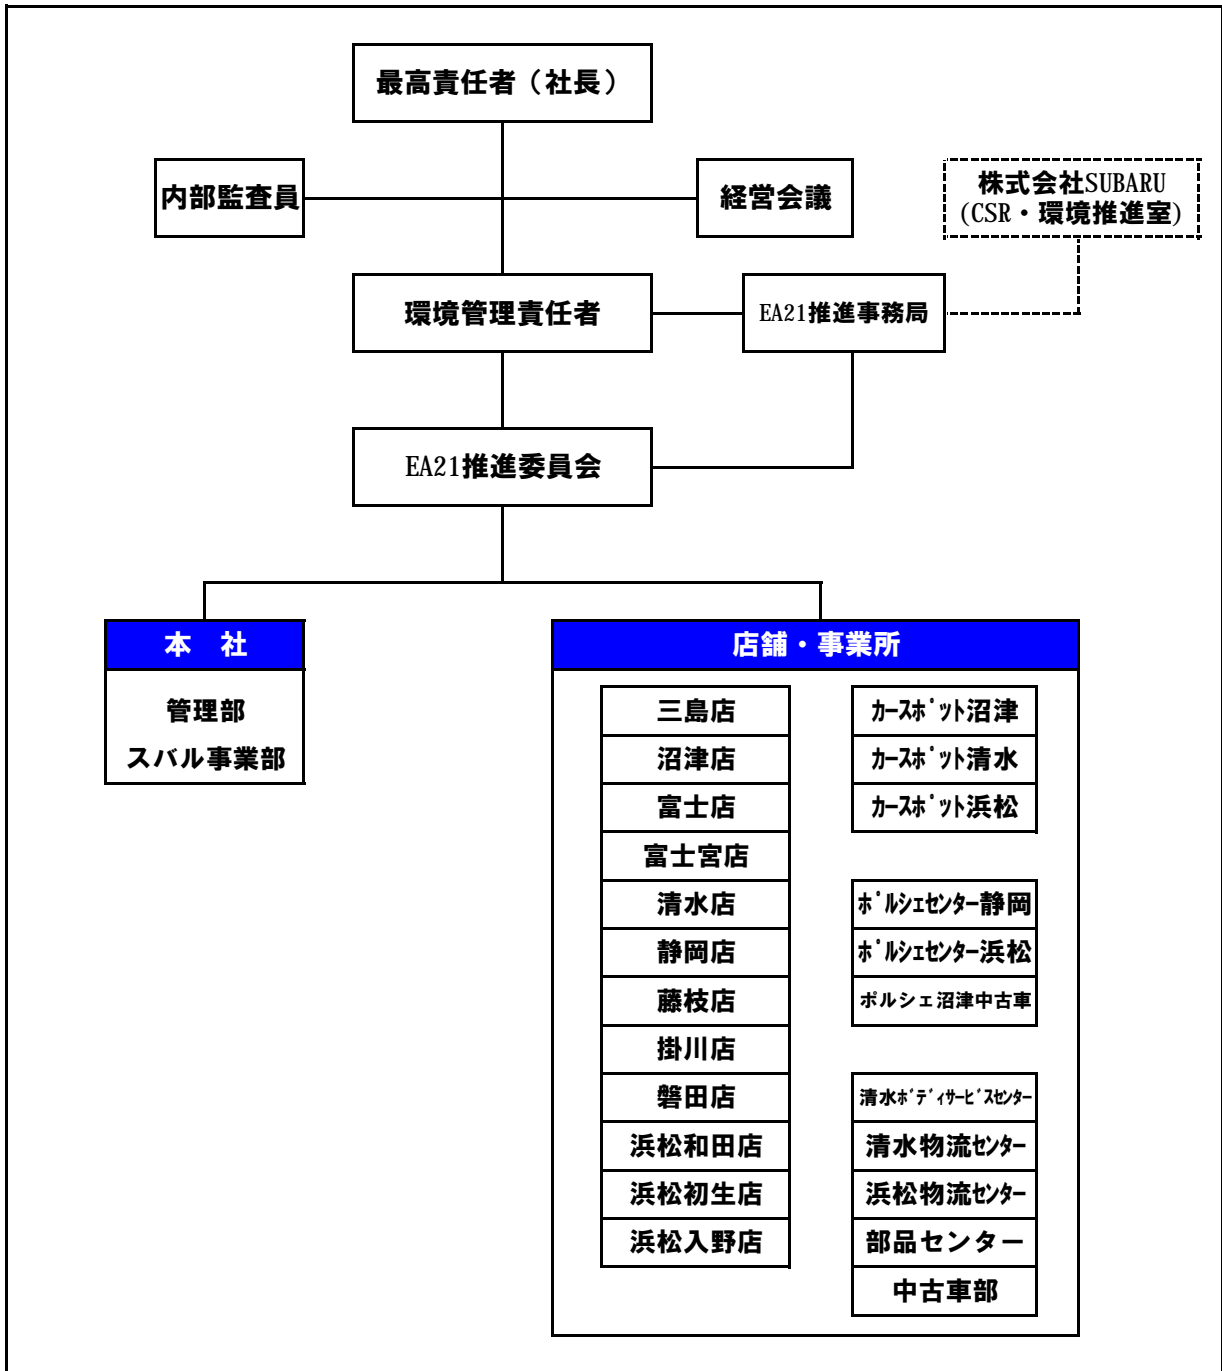 最高責任者（社長）
内部監査員
経営会議
株式会社SUBARU
(CSR・環境推進室)
環境管理責任者
EA21推進事務局
EA21推進委員会
本　社
管理部
スバル事業部
店舗・事業所
三島店
沼津店
富士店
富士宮店
清水店
静岡店
藤枝店
掛川店
磐田店
浜松和田店
浜松初生店
浜松入野店
ｶｰｽﾎﾟｯﾄ沼津
ｶｰｽﾎﾟｯﾄ清水
ｶｰｽﾎﾟｯﾄ浜松
ﾎﾟﾙｼｪｾﾝﾀｰ静岡
ﾎﾟﾙｼｪｾﾝﾀｰ浜松
ポルシェ沼津中古車
清水ﾎﾞﾃﾞｨｻｰﾋﾞｽｾﾝﾀｰ
清水物流ｾﾝﾀｰ
浜松物流ｾﾝﾀｰ
部品センター
中古車部